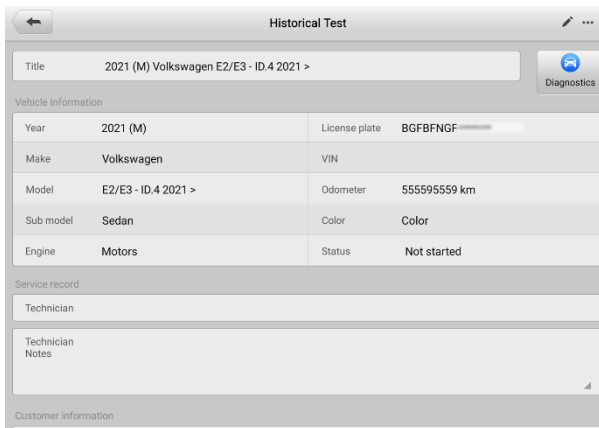 Historical Test
Title 2021 (M) Volkswagen E2/E3 - ID.4 2021 >
Diagnostics
Vehicle Information
Year 2021 (M) License plate BGFBFNGF
Make Volkswagen VIN
Model E2/E3 - ID.4 2021 > Odometer 555595559 km
Sub model Sedan Color Color
Engine Motors Status Not started
Service record
Technician
Technician
Notes
Customer information